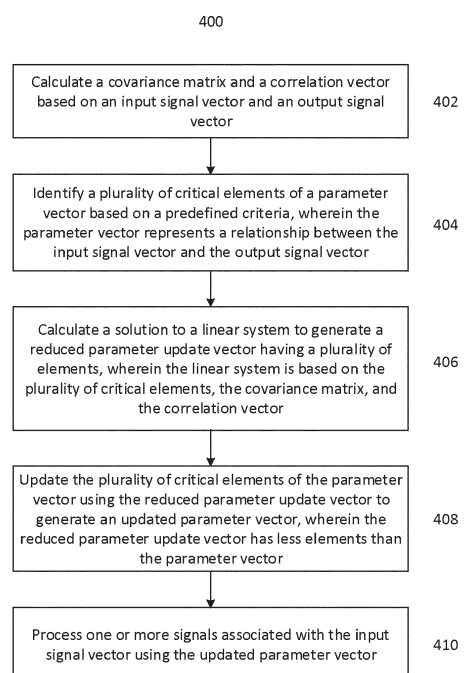 400
Calculate a covariance matrix and a correlation vector
based on an input signal vector and an output signal
vector
402
Identify a plurality of critical elements of a parameter
vector based on a predefined criteria, wherein the
parameter vector represents a relationship between the
input signal vector and the output signal vector
404
Calculate a solution to a linear system to generate a
reduced parameter update vector having a plurality of
elements, wherein the linear system is based on the
plurality of critical elements, the covariance matrix, and
the correlation vector
406
Update the plurality of critical elements of the parameter
vector using the reduced parameter update vector to
generate an updated parameter vector, wherein the
reduced parameter update vector has less elements than
the parameter vector
408
Process one or more signals associated with the input
signal vector using the updated parameter vector
410